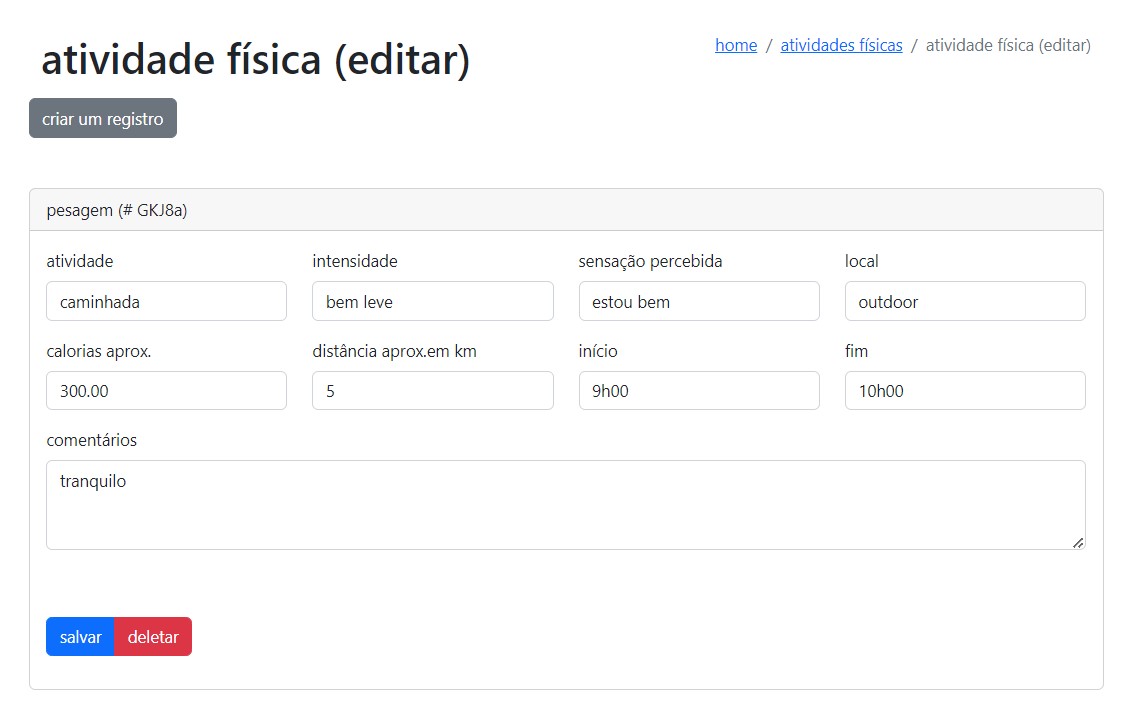 atividade física (editar)
home / atividades físicas / atividade física (editar)
criar um registro
pesagem (# GKJ8a)
atividade intensidade sensação percebida local
caminhada bem leve estou bem outdoor
calorias aprox. distância aprox.em km início fim
300.00 5 9h00 10h00
comentários
tranquilo
salvar deletar